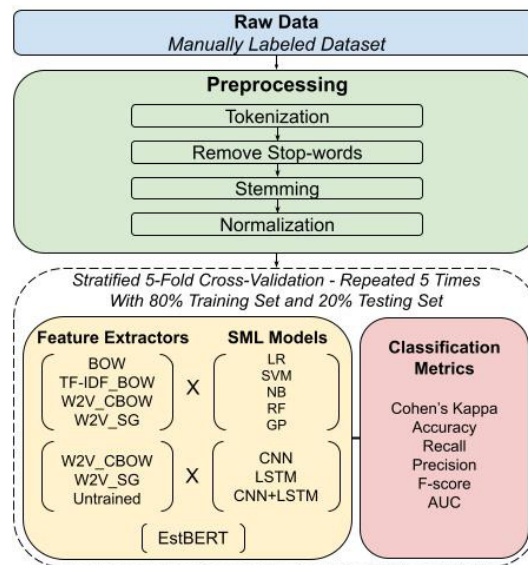 Raw Data
Manually Labeled Dataset
Preprocessing
Tokenization
Remove Stop-words
Stemming
Normalization
Stratified 5-Fold Cross-Validation - Repeated 5 Times
With 80% Training Set and 20% Testing Set
Feature Extractors
BOW
TF-IDF_BOW
W2V_CBOW
W2V_SG
X
SML Models
LR
SVM
NB
RF
GP
W2V_CBOW
W2V_SG
Untrained
X
CNN
LSTM
CNN+LSTM
EstBERT
Classification
Metrics
Cohen's Kappa
Accuracy
Recall
Precision
F-score
AUC